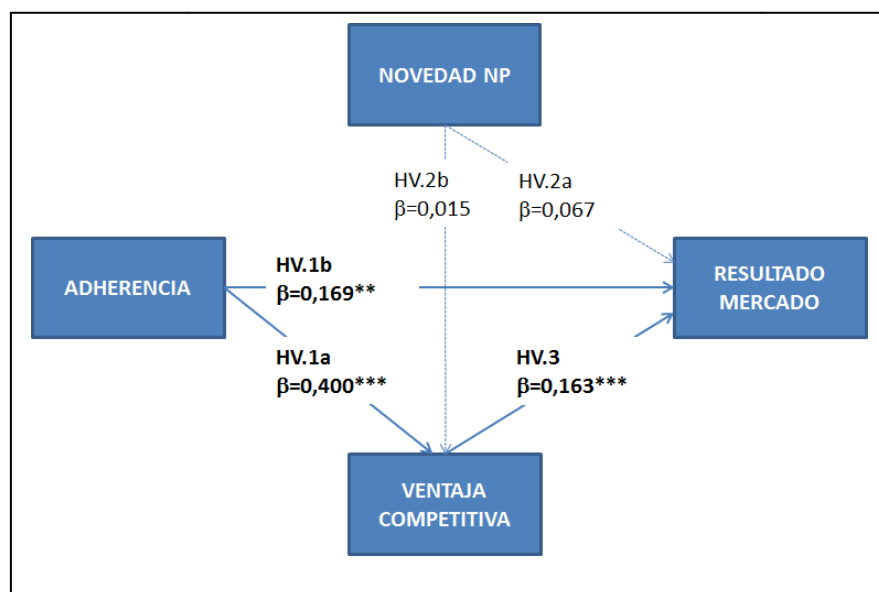 NOVEDAD NP
HV.2b
β=0,015
HV.2a
β=0,067
ADHERENCIA
HV.1b
β=0,169**
RESULTADO
MERCADO
HV.1a
β=0,400***
HV.3
β=0,163***
VENTAJA
COMPETITIVA